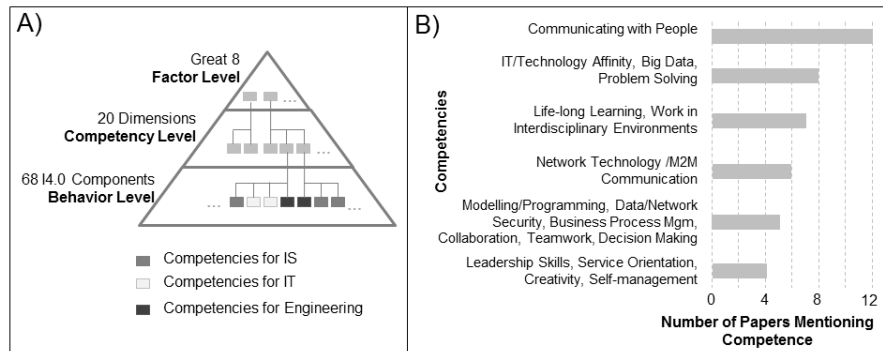 A)
Great 8
Factor Level
20 Dimensions
Competency Level
68 I4.0 Components
Behavior Level
...
...
...
...
Competencies for IS
Competencies for IT
Competencies for Engineering
B)
Competencies
Communicating with People
IT/Technology Affinity, Big Data,
Problem Solving
Life-long Learning, Work in
Interdisciplinary Environments
Network Technology /M2M
Communication
Modelling/Programming, Data/Network
Security, Business Process Mgm,
Collaboration, Teamwork, Decision Making
Leadership Skills, Service Orientation,
Creativity, Self-management
0 4 8 12
Number of Papers Mentioning
Competence